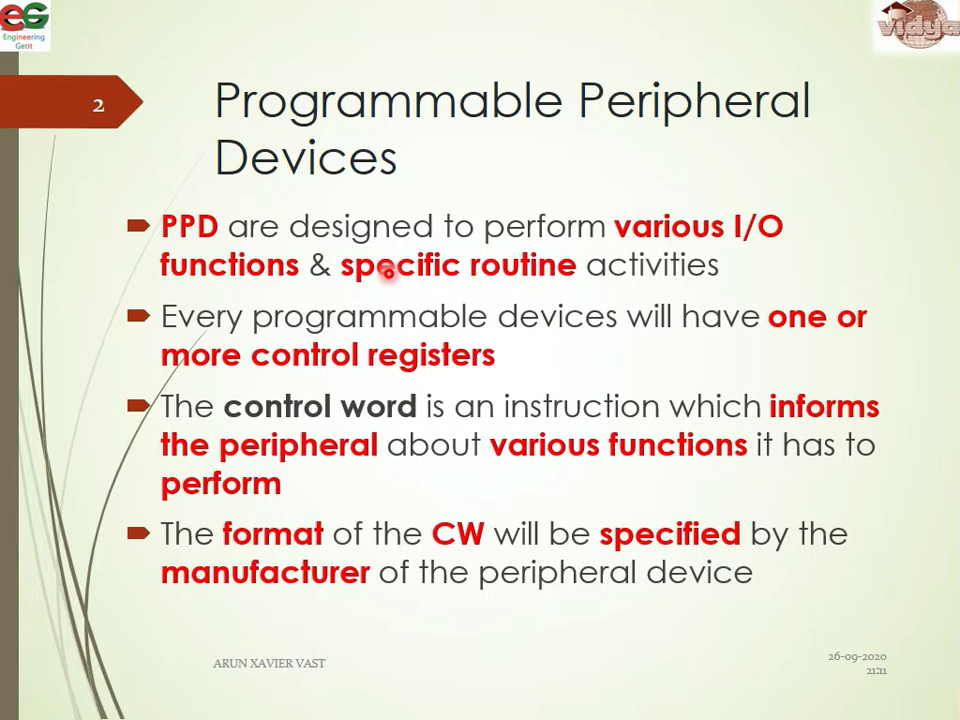 EG
Engineering
Getit
Vidya
2
Programmable Peripheral
Devices
PPD are designed to perform various I/O
functions & specific routine activities
Every programmable devices will have one or
more control registers
The control word is an instruction which informs
the peripheral about various functions it has to
perform
The format of the CW will be specified by the
manufacturer of the peripheral device
ARUN XAVIER VAST
26-09-2020
21:11